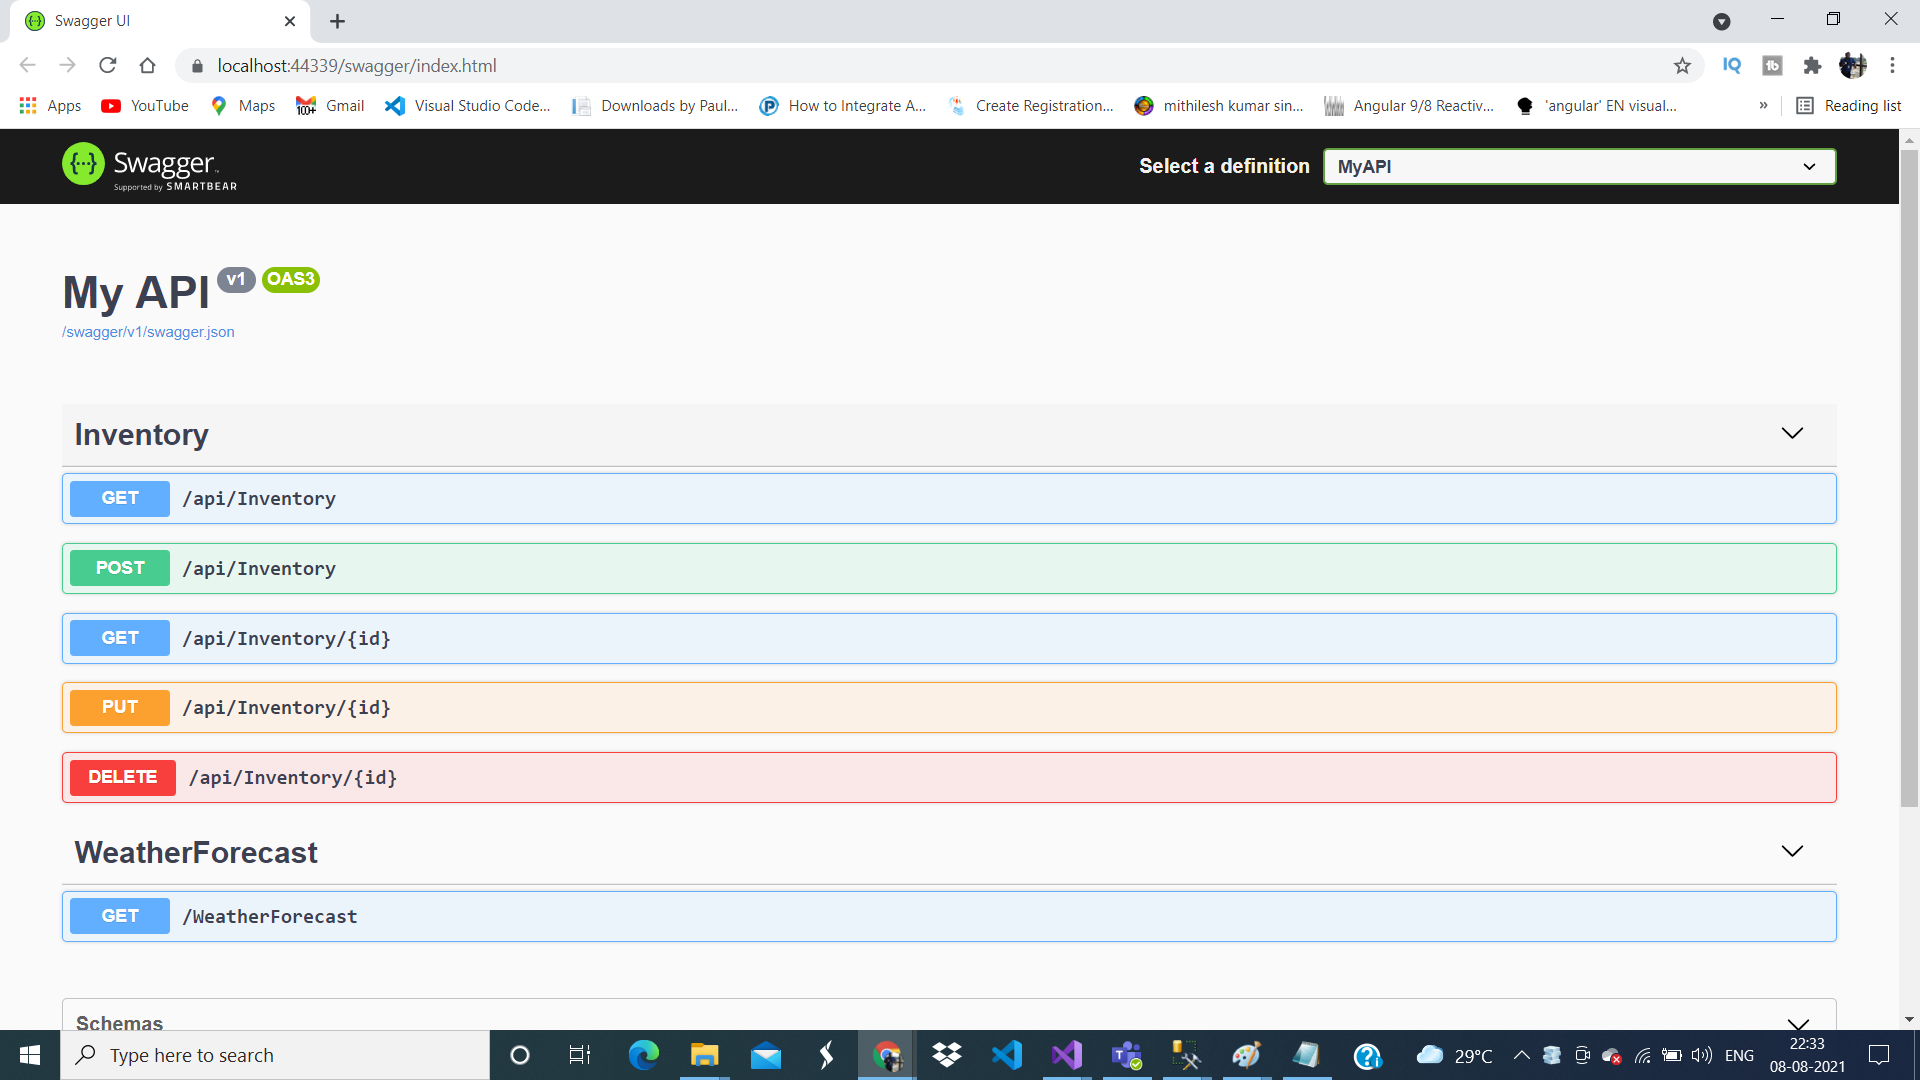 Swagger UI
localhost:44339/swagger/index.html
Apps YouTube Maps Gmail Visual Studio Code... Downloads by Paul... How to Integrate A... Create Registration... mithilesh kumar sin... Angular 9/8 Reactiv... 'angular' EN visual... » Reading list
Swagger
Supported by SMARTBEAR
Select a definition MyAPI
My API v1 OAS3
/swagger/v1/swagger.json
Inventory
GET /api/Inventory
POST /api/Inventory
GET /api/Inventory/{id}
PUT /api/Inventory/{id}
DELETE /api/Inventory/{id}
WeatherForecast
GET /WeatherForecast
Schemas
Type here to search
29°C ENG
22:33
08-08-2021